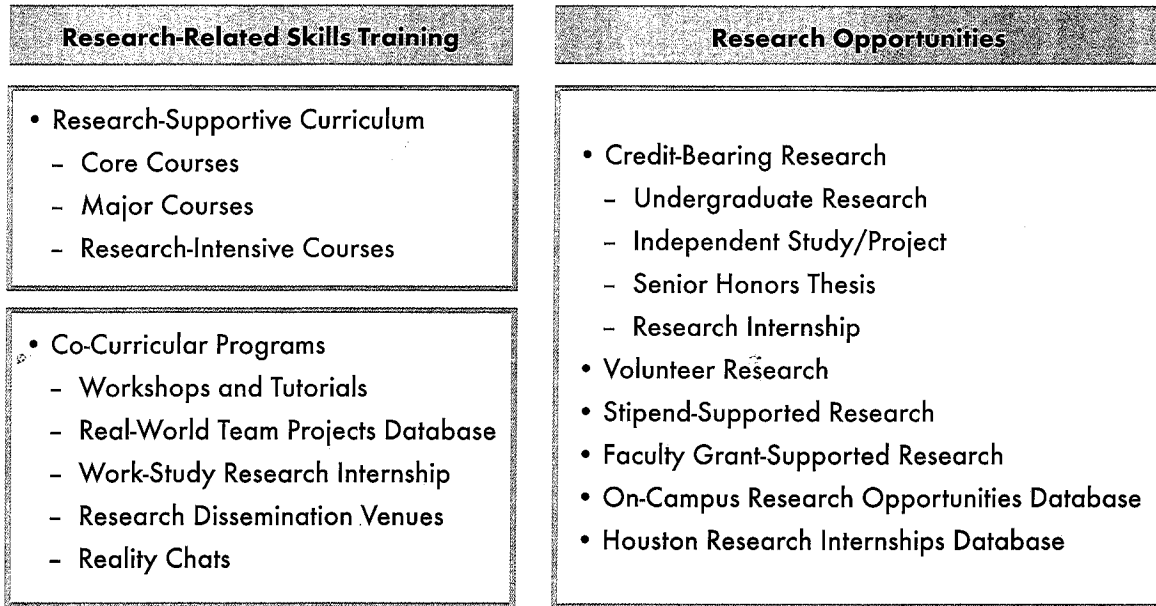 Research-Related Skills Training
• Research-Supportive Curriculum
– Core Courses
– Major Courses
– Research-Intensive Courses
• Co-Curricular Programs
– Workshops and Tutorials
– Real-World Team Projects Database
– Work-Study Research Internship
– Research Dissemination Venues
– Reality Chats
Research Opportunities
• Credit-Bearing Research
– Undergraduate Research
– Independent Study/Project
– Senior Honors Thesis
– Research Internship
• Volunteer Research
• Stipend-Supported Research
• Faculty Grant-Supported Research
• On-Campus Research Opportunities Database
• Houston Research Internships Database